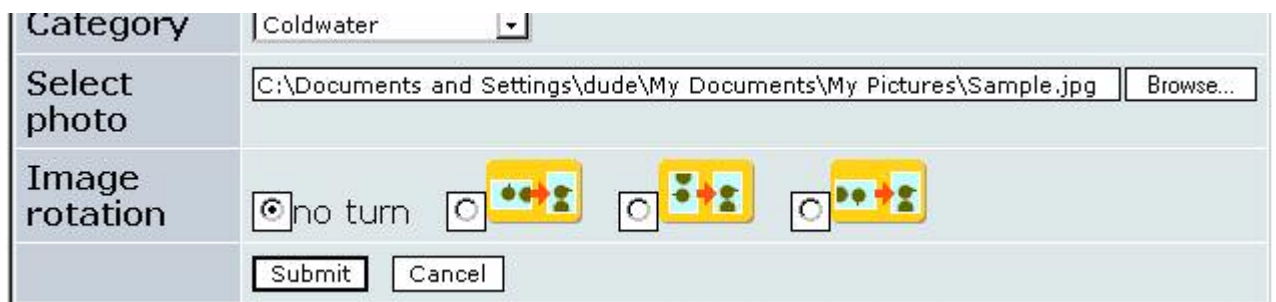 Category
Coldwater
Select
photo
C:\Documents and Settings\dude\My Documents\My Pictures\Sample.jpg
Browse...
Image
rotation
no turn
Submit
Cancel